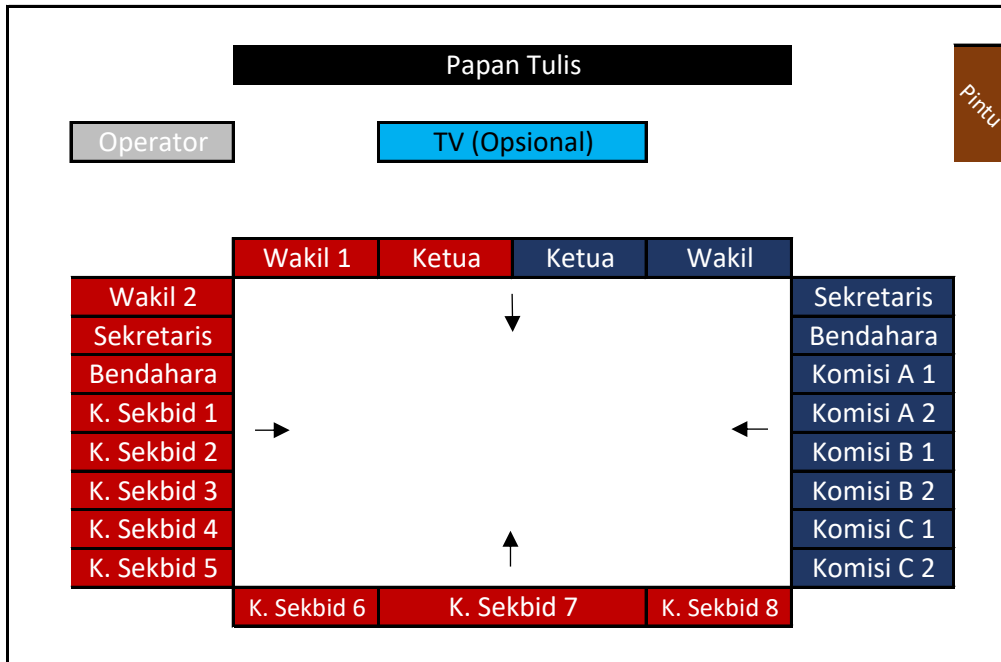 Papan Tulis
Pintu
Operator
TV (Opsional)
Wakil 1
Ketua
Ketua
Wakil
Wakil 2
Sekretaris
Sekretaris
Bendahara
Bendahara
Komisi A 1
K. Sekbid 1
Komisi A 2
K. Sekbid 2
Komisi B 1
K. Sekbid 3
Komisi B 2
K. Sekbid 4
Komisi C 1
K. Sekbid 5
Komisi C 2
K. Sekbid 6
K. Sekbid 7
K. Sekbid 8